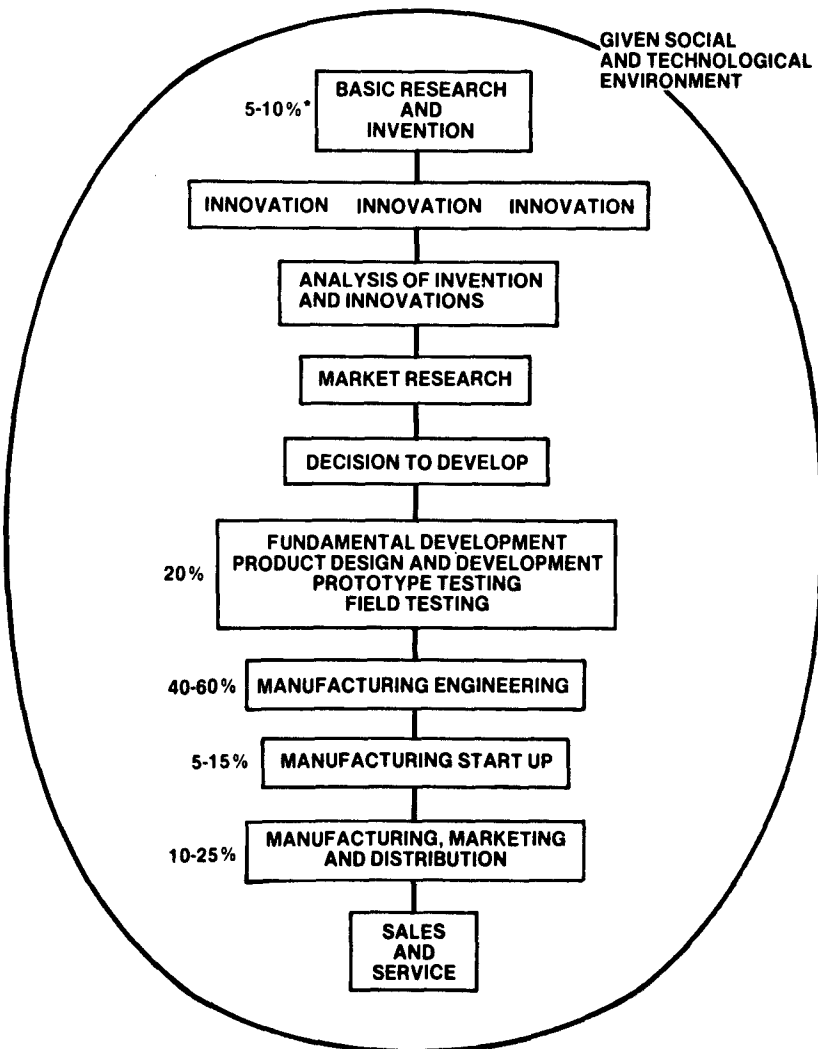 GIVEN SOCIAL
AND TECHNOLOGICAL
ENVIRONMENT
BASIC RESEARCH
AND
INVENTION
5-10%*
INNOVATION INNOVATION INNOVATION
ANALYSIS OF INVENTION
AND INNOVATIONS
MARKET RESEARCH
DECISION TO DEVELOP
FUNDAMENTAL DEVELOPMENT
PRODUCT DESIGN AND DEVELOPMENT
PROTOTYPE TESTING
FIELD TESTING
20%
40-60% MANUFACTURING ENGINEERING
5-15% MANUFACTURING START UP
MANUFACTURING, MARKETING
AND DISTRIBUTION
10-25%
SALES
AND
SERVICE